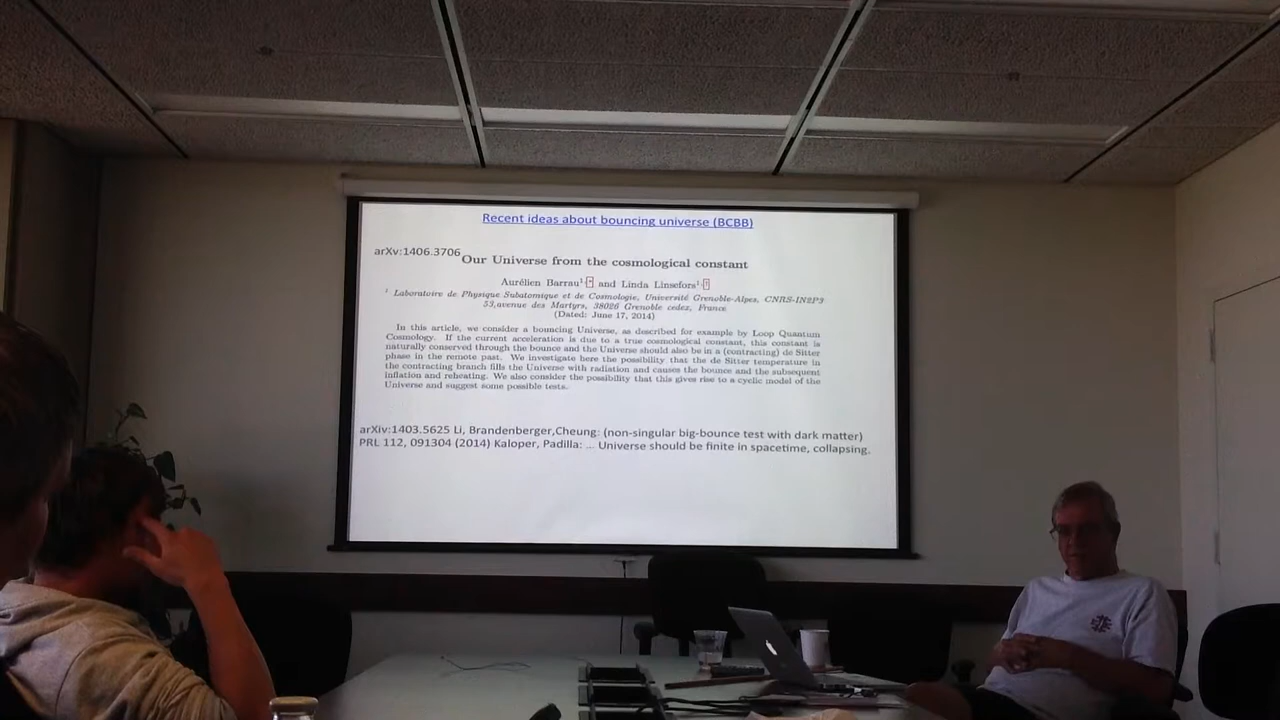 Recent ideas about bouncing universe (BCBB)
arXv:1406.3706
Our Universe from the cosmological constant
Aurélien Barrau¹,* and Linda Linsefors¹,†
¹ Laboratoire de Physique Subatomique et de Cosmologie, Université Grenoble-Alpes, CNRS-IN2P3
53,avenue des Martyrs, 38026 Grenoble cedex, France
(Dated: June 17, 2014)
In this article, we consider a bouncing Universe, as described for example by Loop Quantum
Cosmology. If the current acceleration is due to a true cosmological constant, this constant is
naturally conserved through the bounce and the Universe should also be in a (contracting) de Sitter
phase in the remote past. We investigate here the possibility that the de Sitter temperature in
the contracting branch fills the Universe with radiation and causes the bounce and the subsequent
inflation and reheating. We also consider the possibility that this gives rise to a cyclic model of the
Universe and suggest some possible tests.
arXiv:1403.5625 Li, Brandenberger,Cheung: (non-singular big-bounce test with dark matter)
PRL 112, 091304 (2014) Kaloper, Padilla: ... Universe should be finite in spacetime, collapsing.